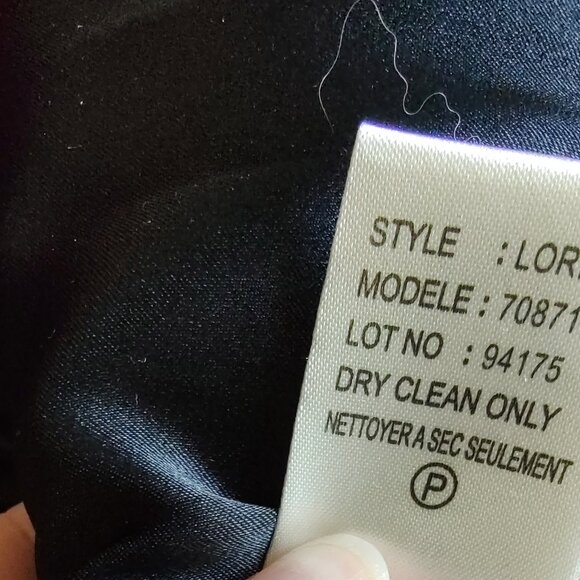 STYLE : LOR
MODELE : 70871
LOT NO : 94175
DRY CLEAN ONLY
NETTOYER A SEC SEULEMENT
P